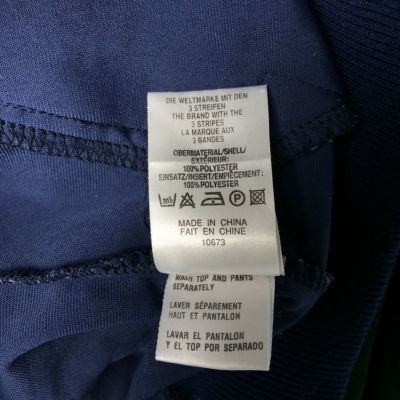 DIE WELTMARKE MIT DEN
3 STREIFEN
THE BRAND WITH THE
3 STRIPES
LA MARQUE AUX
3 BANDES
OBERMATERIAL/SHELL/
EXTÉRIEUR:
100% POLYESTER
EINSATZ/INSERT/EMPIÈCEMENT:
100% POLYESTER
30°
P
MADE IN CHINA
FAIT EN CHINE
10673
WASH TOP AND PANTS
SEPARATELY
LAVER SÉPAREMENT
HAUT ET PANTALON
LAVAR EL PANTALON
Y EL TOP POR SEPARADO